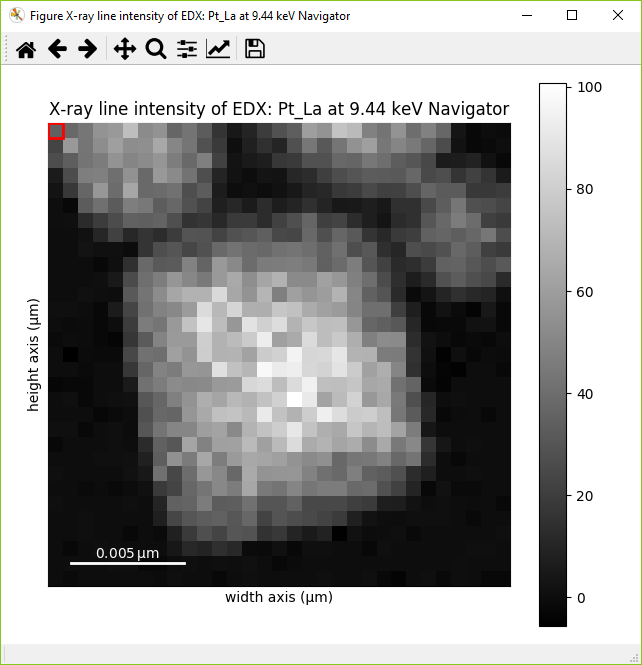 Figure X-ray line intensity of EDX: Pt_La at 9.44 keV Navigator
X-ray line intensity of EDX: Pt_La at 9.44 keV Navigator
100
80
60
40
20
0
height axis (μm)
0.005 μm
width axis (μm)